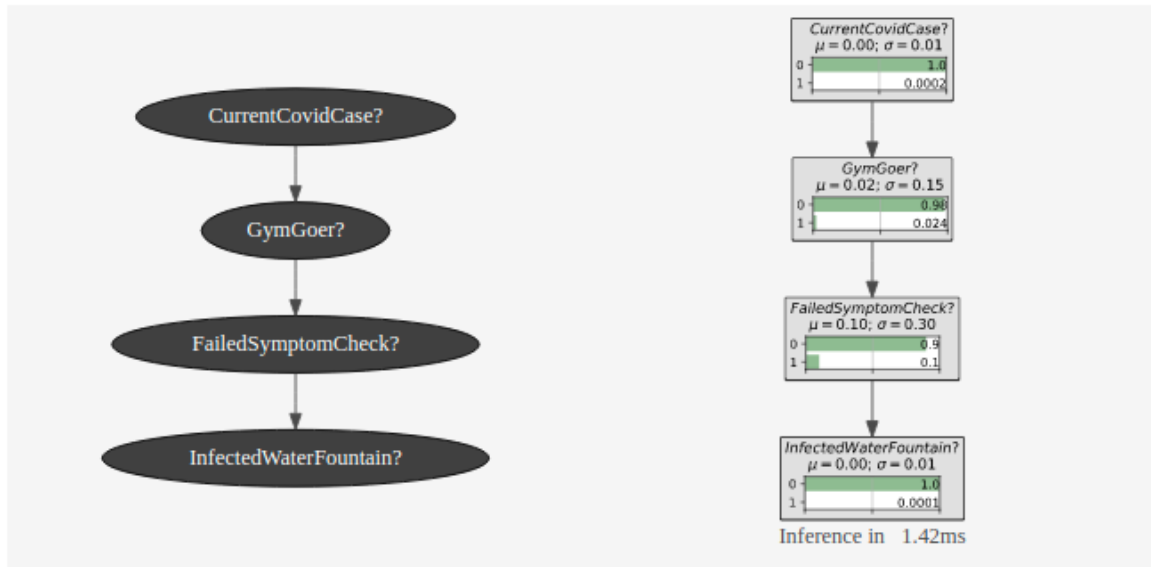 CurrentCovidCase?
GymGoer?
FailedSymptomCheck?
InfectedWaterFountain?
CurrentCovidCase?
μ = 0.00; σ = 0.01
0 1.0
1 0.0002
GymGoer?
μ = 0.02; σ = 0.15
0 0.98
1 0.024
FailedSymptomCheck?
μ = 0.10; σ = 0.30
0 0.9
1 0.1
InfectedWaterFountain?
μ = 0.00; σ = 0.01
0 1.0
1 0.0001
Inference in 1.42ms